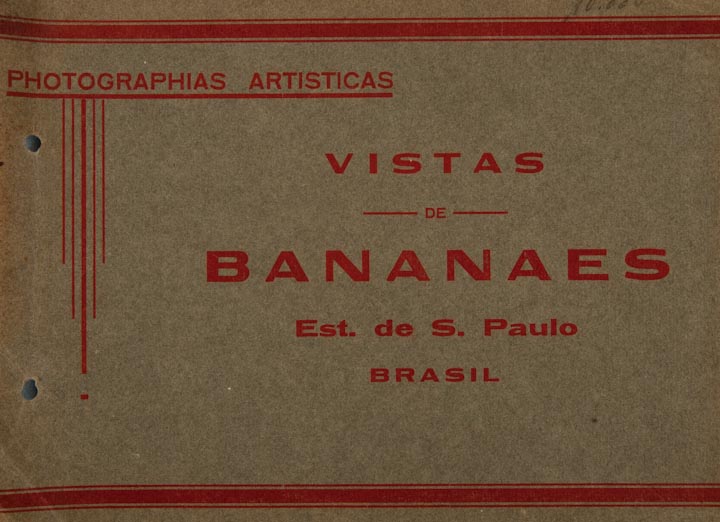 PHOTOGRAPHIAS ARTISTICAS
VISTAS
DE
BANANAES
Est. de S. Paulo
BRASIL